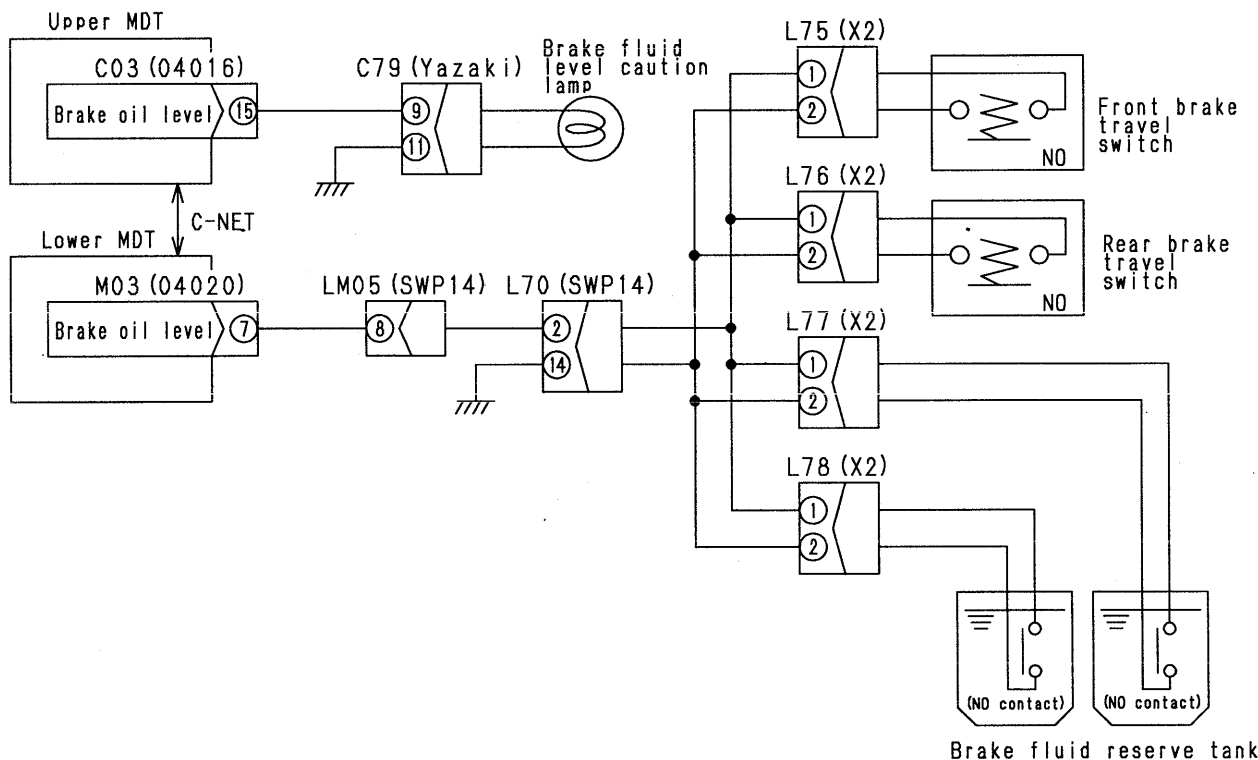 Upper MDT
C03 (04016)
Brake oil level
15
C79 (Yazaki)
9
11
Brake fluid
level caution
lamp
L75 (X2)
1
2
NO
Front brake
travel
switch
C-NET
L76 (X2)
1
2
NO
Rear brake
travel
switch
Lower MDT
M03 (04020)
Brake oil level
7
LM05 (SWP14)
8
L70 (SWP14)
2
14
L77 (X2)
1
2
L78 (X2)
1
2
(NO contact)
(NO contact)
Brake fluid reserve tank